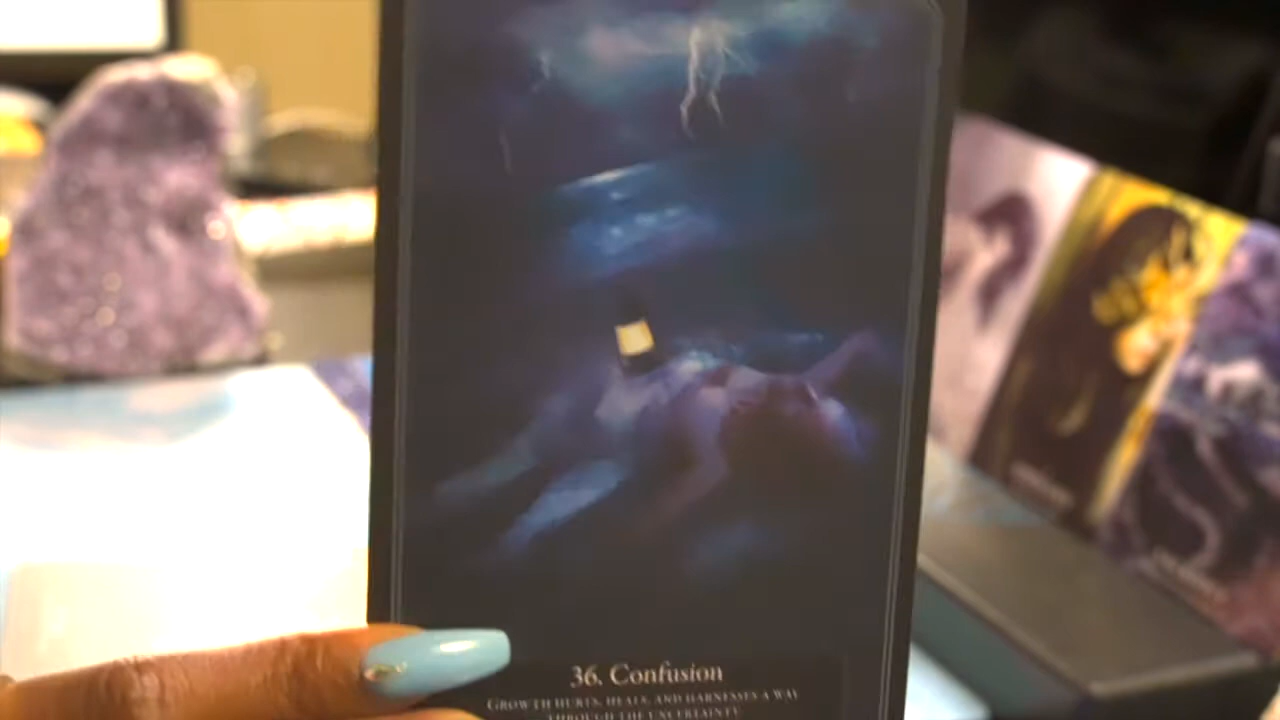 36. Confusion
GROWTH HURTS, HEALS, AND HARNESSES A WAY
THROUGH THE UNCERTAINTY